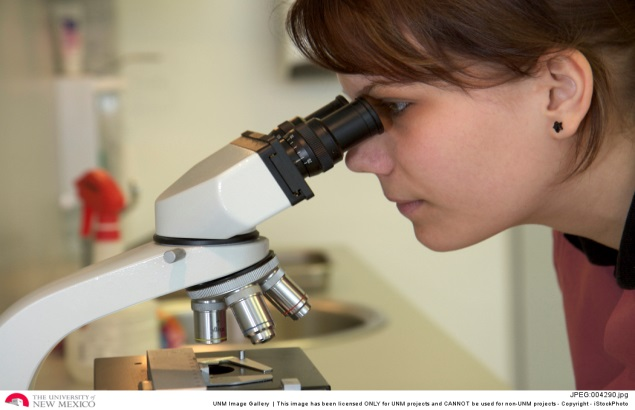 JPEG:004290.jpg
THE UNIVERSITY of
NEW MEXICO
UNM Image Gallery | This image has been licensed ONLY for UNM projects and CANNOT be used for non-UNM projects - Copyright - iStockPhoto